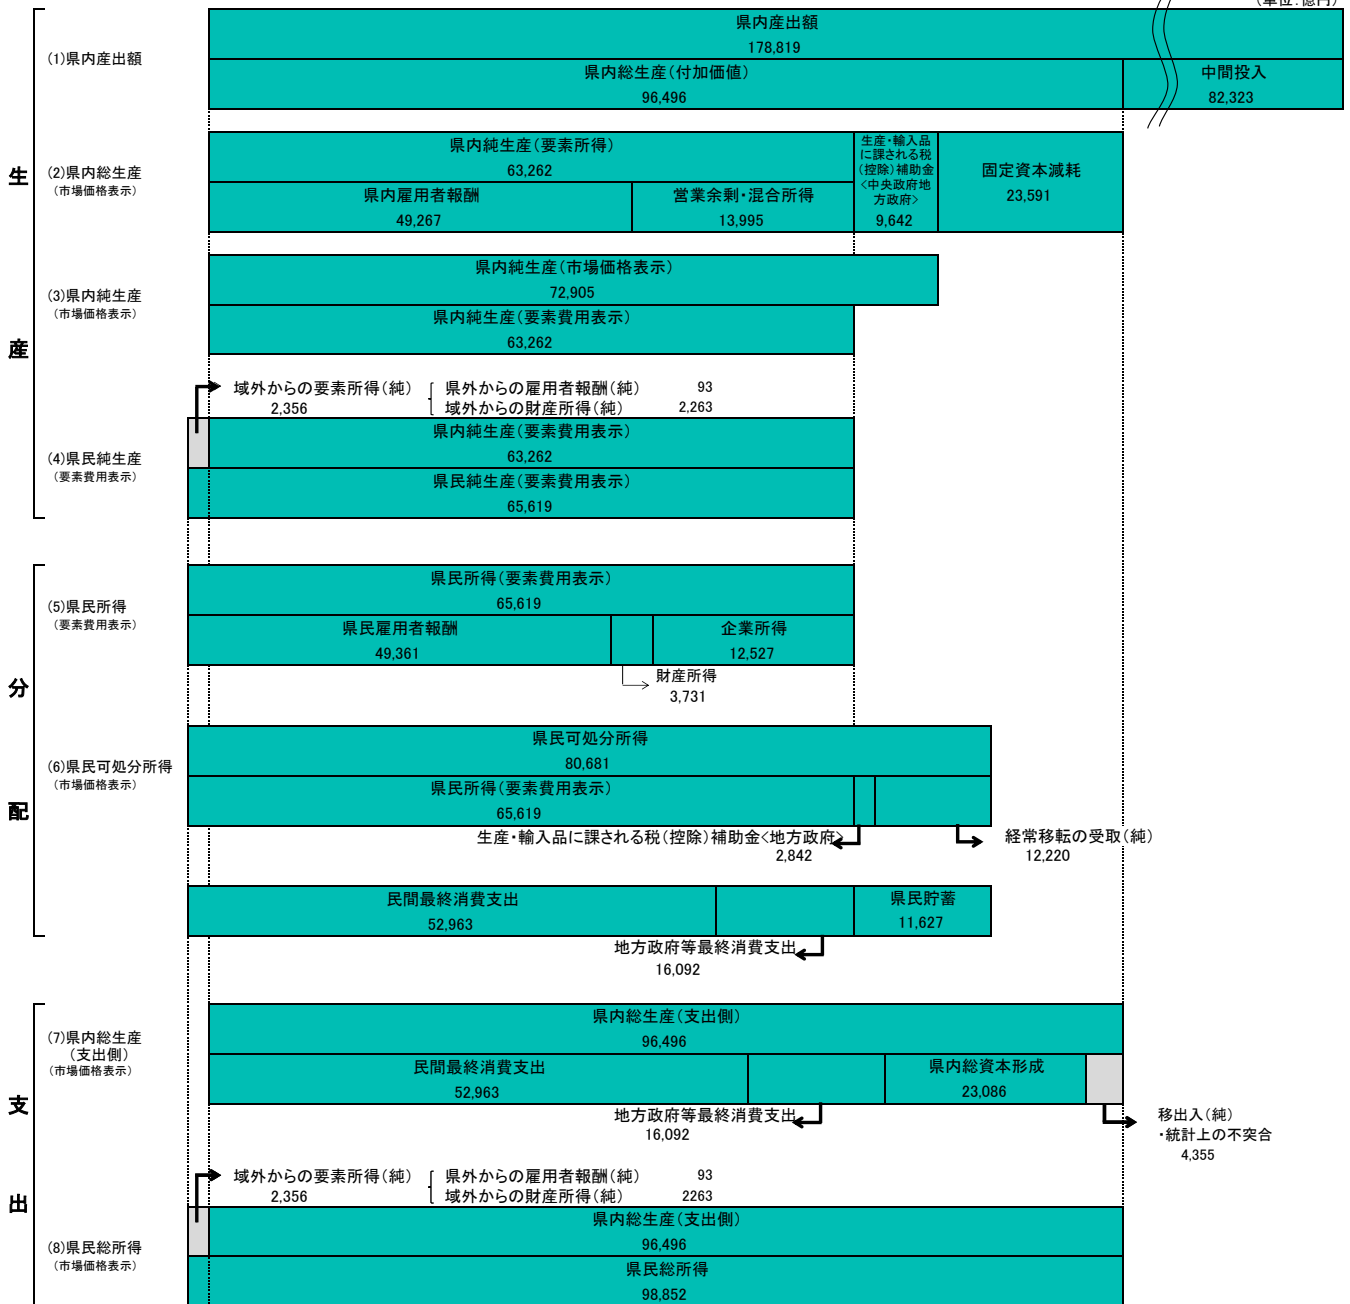 (単位:億円)
県内産出額
178,819
(1)県内産出額
県内総生産(付加価値)
96,496
中間投入
82,323
生
(2)県内総生産
(市場価格表示)
県内純生産(要素所得)
63,262
県内雇用者報酬
49,267
営業余剰・混合所得
13,995
生産・輸入品
に課される税
(控除)補助金
<中央政府地
方政府>
9,642
固定資本減耗
23,591
産
(3)県内純生産
(市場価格表示)
県内純生産(市場価格表示)
72,905
県内純生産(要素費用表示)
63,262
域外からの要素所得(純)
2,356
県外からの雇用者報酬(純) 93
域外からの財産所得(純) 2,263
(4)県民純生産
(要素費用表示)
県内純生産(要素費用表示)
63,262
県民純生産(要素費用表示)
65,619
分
(5)県民所得
(要素費用表示)
県民所得(要素費用表示)
65,619
県民雇用者報酬
49,361
企業所得
12,527
財産所得
3,731
配
(6)県民可処分所得
(市場価格表示)
県民可処分所得
80,681
県民所得(要素費用表示)
65,619
生産・輸入品に課される税(控除)補助金<地方政府>
2,842
経常移転の受取(純)
12,220
民間最終消費支出
52,963
県民貯蓄
11,627
地方政府等最終消費支出
16,092
支
(7)県内総生産
(支出側)
(市場価格表示)
県内総生産(支出側)
96,496
民間最終消費支出
52,963
県内総資本形成
23,086
地方政府等最終消費支出
16,092
移出入(純)
・統計上の不突合
4,355
出
域外からの要素所得(純)
2,356
県外からの雇用者報酬(純) 93
域外からの財産所得(純) 2263
(8)県民総所得
(市場価格表示)
県内総生産(支出側)
96,496
県民総所得
98,852